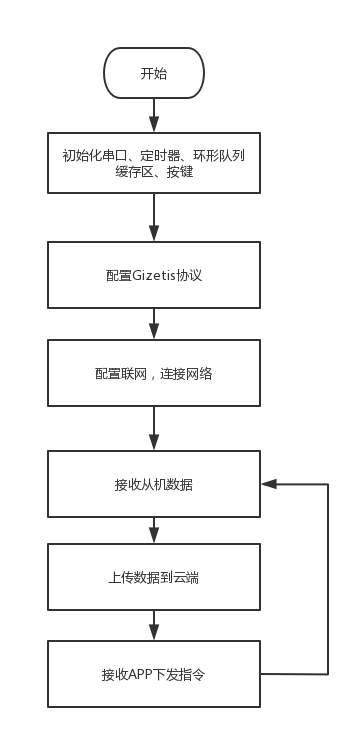 开始
初始化串口、定时器、环形队列
缓存区、按键
配置Gizetis协议
配置联网，连接网络
接收从机数据
上传数据到云端
接收APP下发指令